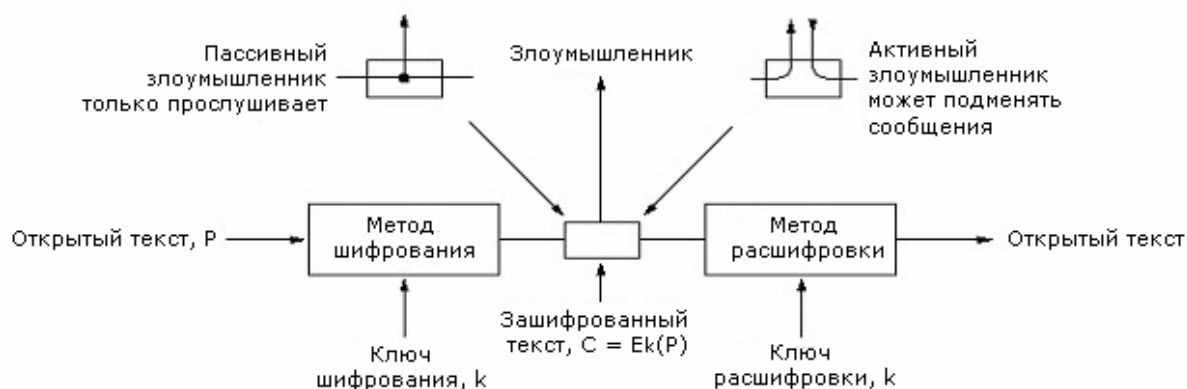 Пассивный
злоумышленник
только прослушивает
Злоумышленник
Активный
злоумышленник
может подменять
сообщения
Открытый текст, P
Метод
шифрования
Метод
расшифровки
Открытый текст
Ключ
шифрования, k
Зашифрованный
текст, C = Ek(P)
Ключ
расшифровки, k